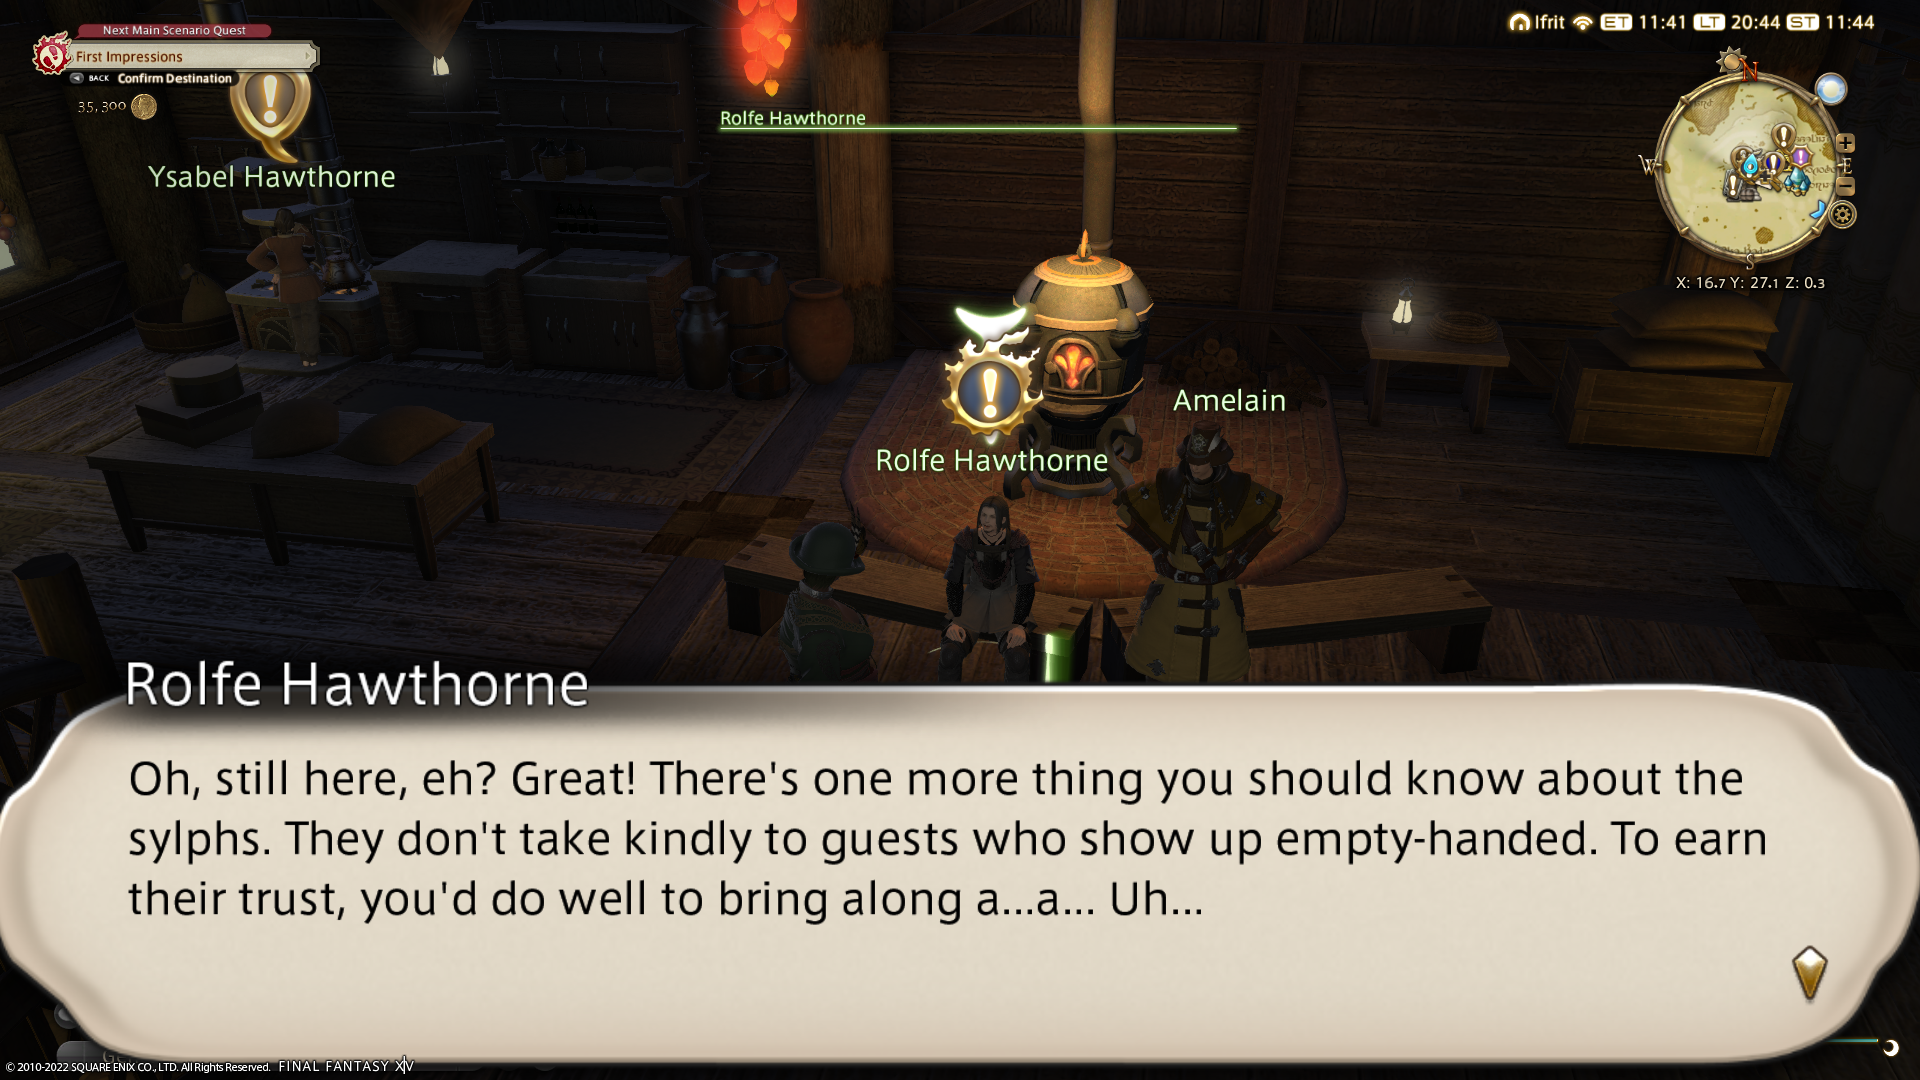 Next Main Scenario Quest
First Impressions
BACK Confirm Destination
35,300
Ifrit ET 11:41 LT 20:44 ST 11:44
Rolfe Hawthorne
Ysabel Hawthorne
N
W
E
S
X: 16.7 Y: 27.1 Z: 0.3
Amelain
Rolfe Hawthorne
Rolfe Hawthorne
Oh, still here, eh? Great! There's one more thing you should know about the
sylphs. They don't take kindly to guests who show up empty-handed. To earn
their trust, you'd do well to bring along a...a... Uh...
© 2010-2022 SQUARE ENIX CO., LTD. All Rights Reserved. FINAL FANTASY XIV